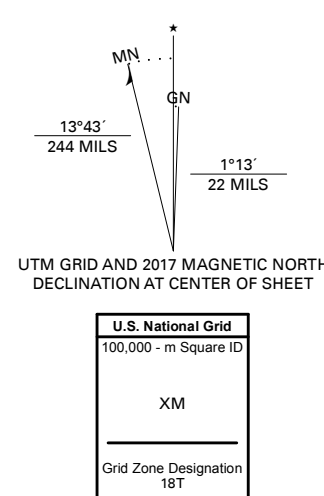 ★
MN
GN
13°43´
244 MILS
1°13´
22 MILS
UTM GRID AND 2017 MAGNETIC NORTH
DECLINATION AT CENTER OF SHEET
U.S. National Grid
100,000 - m Square ID
XM
Grid Zone Designation
18T